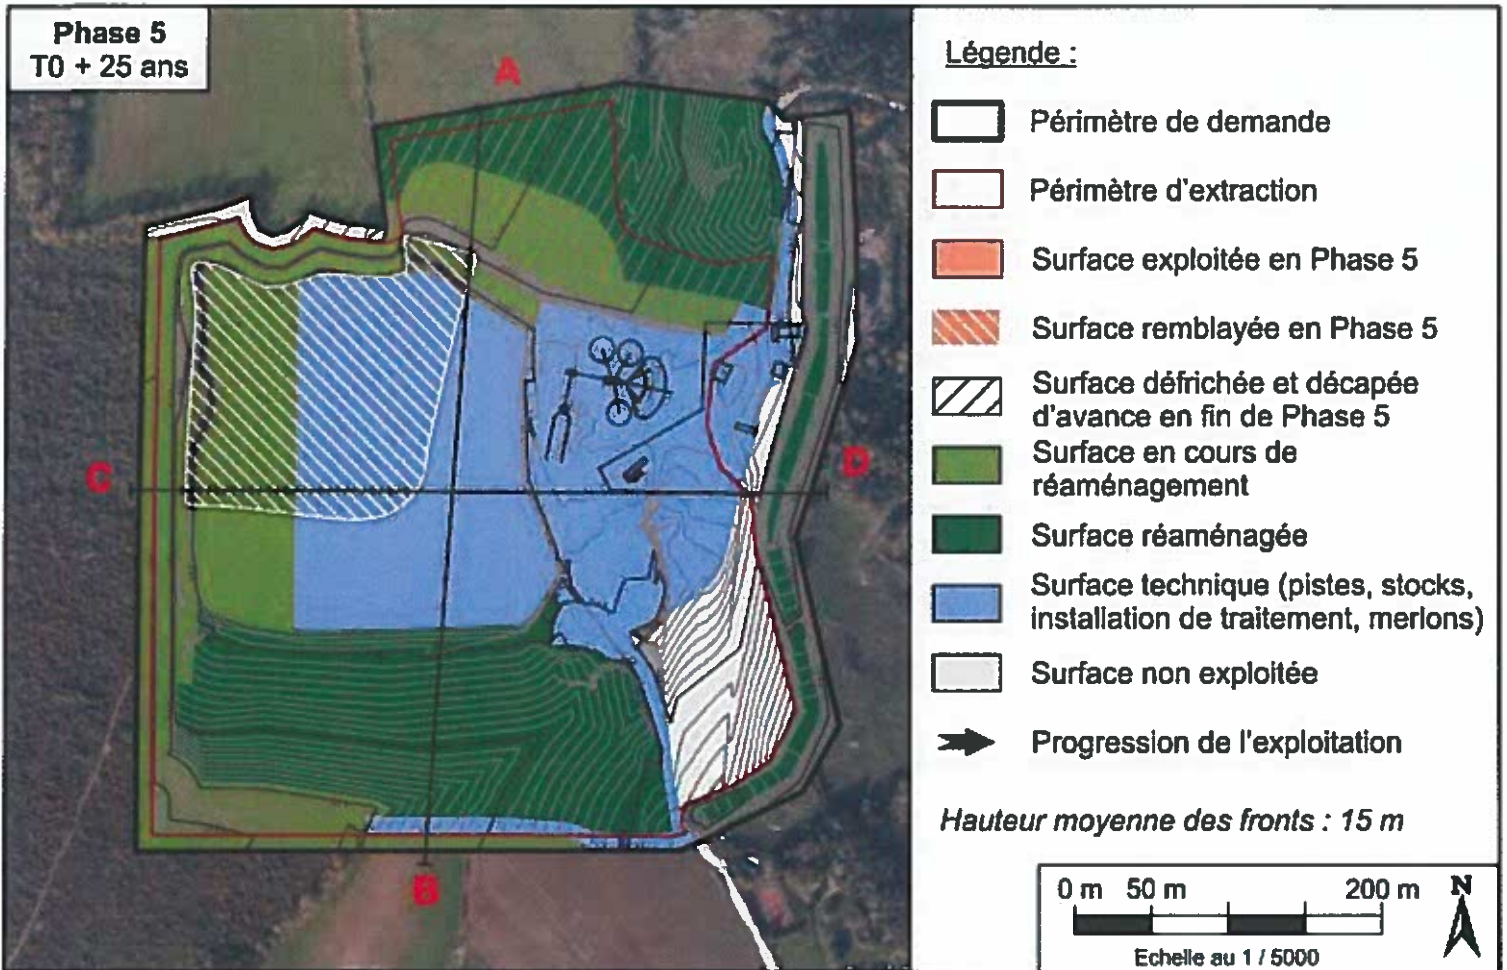 Phase 5
T0 + 25 ans
A
C
D
B
Légende :
Périmètre de demande
Périmètre d'extraction
Surface exploitée en Phase 5
Surface remblayée en Phase 5
Surface défrichée et décapée
d'avance en fin de Phase 5
Surface en cours de
réaménagement
Surface réaménagée
Surface technique (pistes, stocks,
installation de traitement, merlons)
Surface non exploitée
Progression de l'exploitation
Hauteur moyenne des fronts : 15 m
0 m 50 m 200 m N
Echelle au 1 / 5000